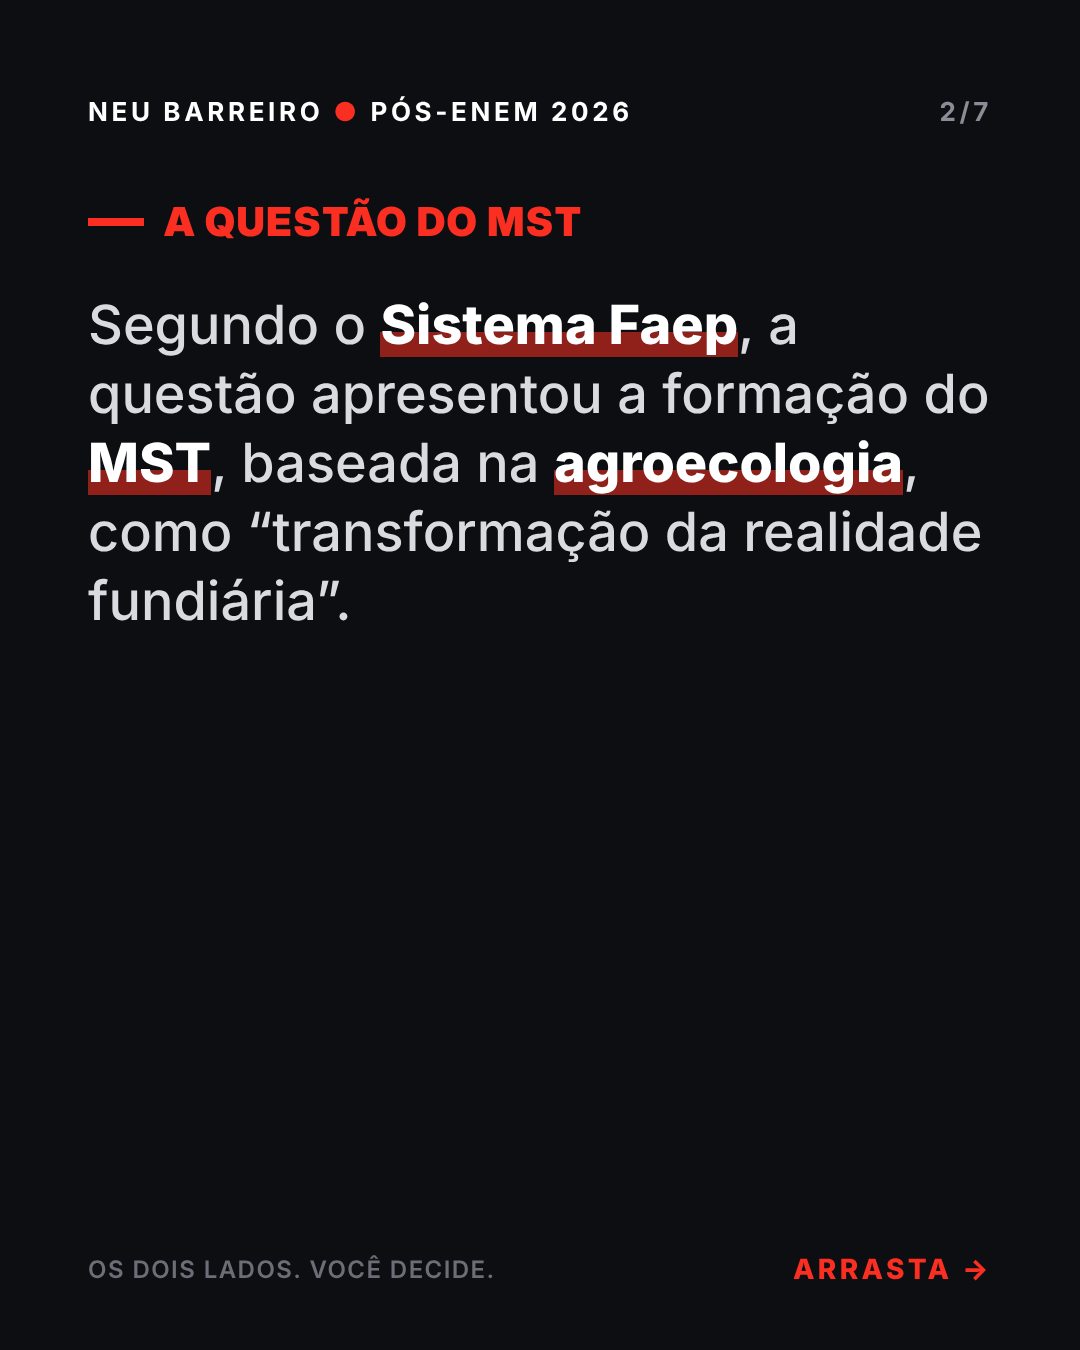 NEU BARREIRO ● PÓS-ENEM 2026
2/7
A QUESTÃO DO MST
Segundo o Sistema Faep, a
questão apresentou a formação do
MST, baseada na agroecologia,
como “transformação da realidade
fundiária”.
OS DOIS LADOS. VOCÊ DECIDE.
ARRASTA →